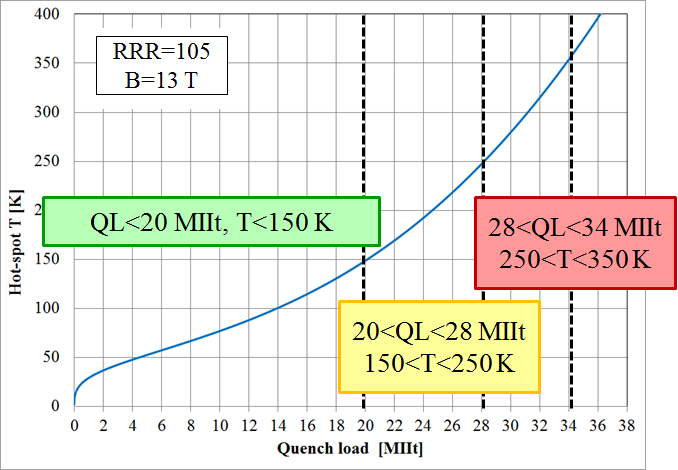 400
350
300
250
200
150
100
50
0
Hot-spot T [K]
RRR=105
B=13 T
QL<20 MIIt, T<150 K
28<QL<34 MIIt
250<T<350 K
20<QL<28 MIIt
150<T<250 K
0 2 4 6 8 10 12 14 16 18 20 22 24 26 28 30 32 34 36 38
Quench load [MIIt]